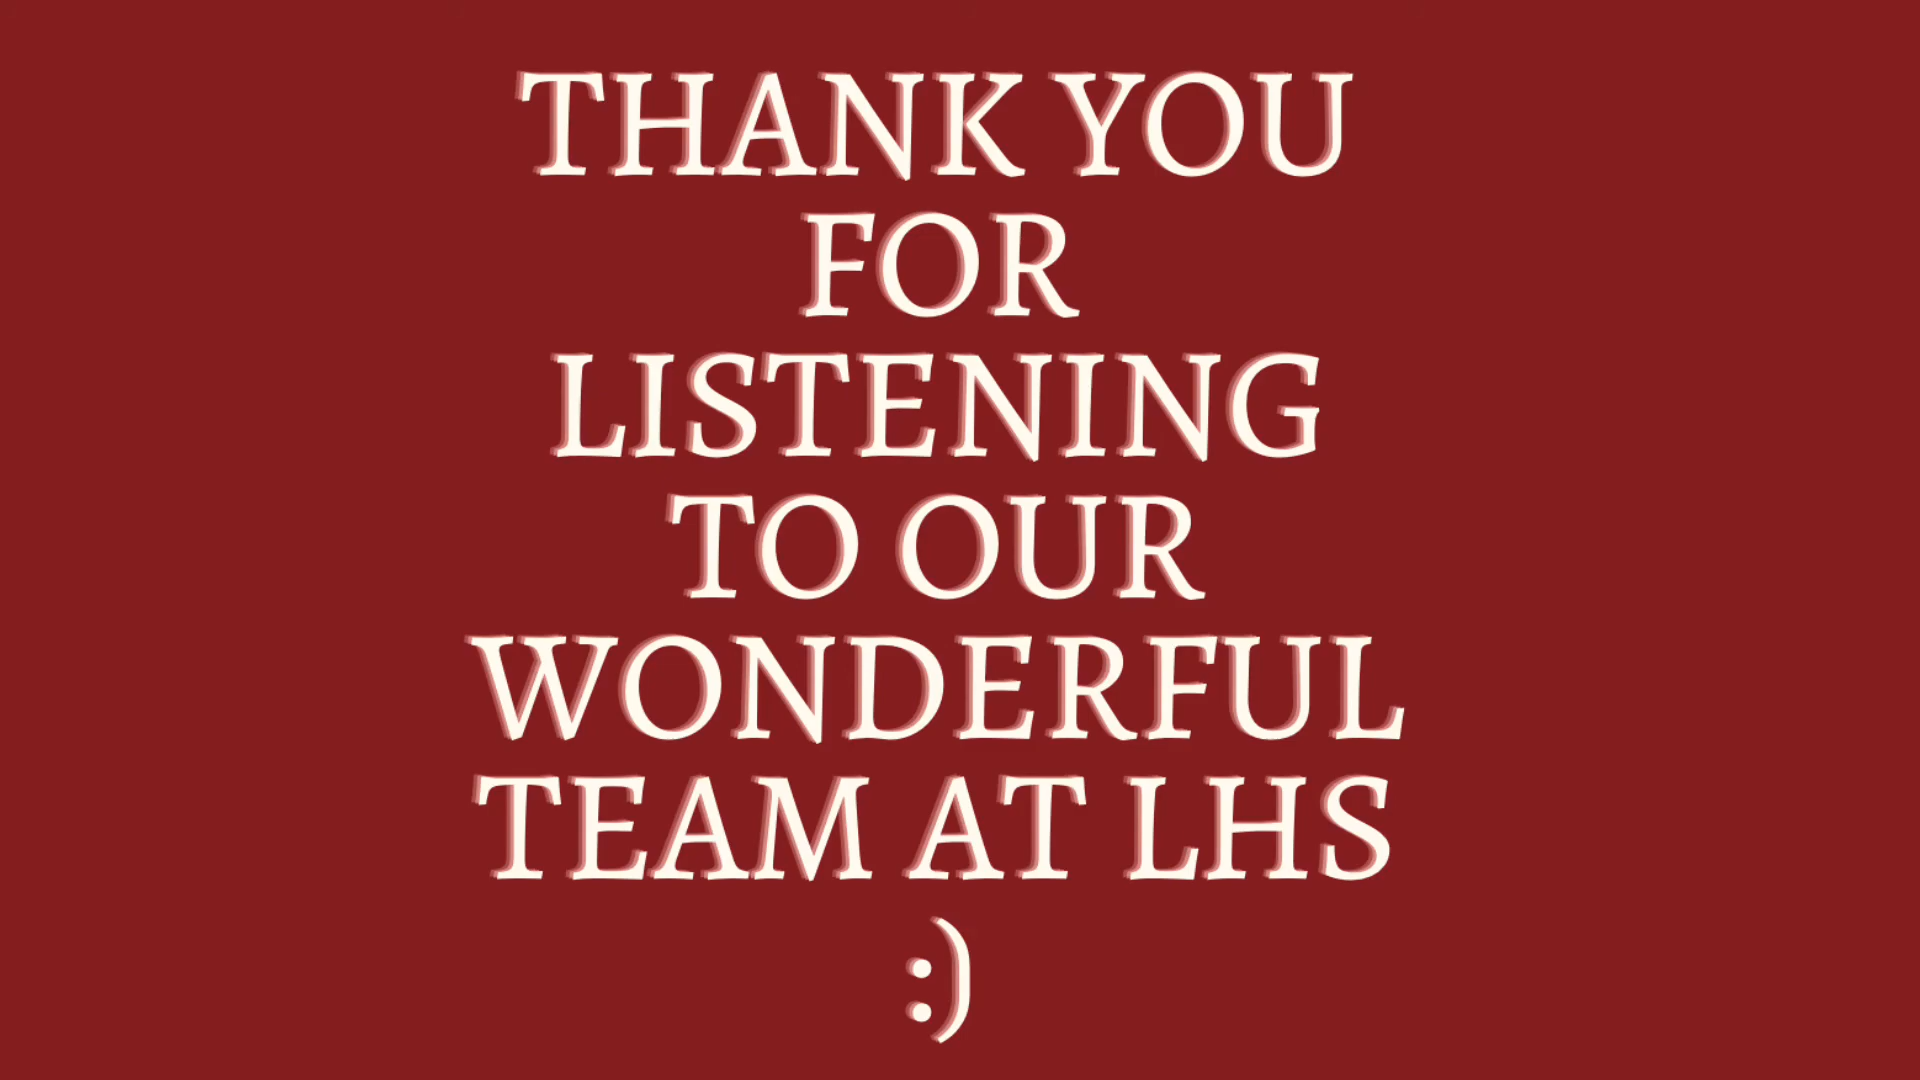 THANK YOU
FOR
LISTENING
TO OUR
WONDERFUL
TEAM AT LHS
:)